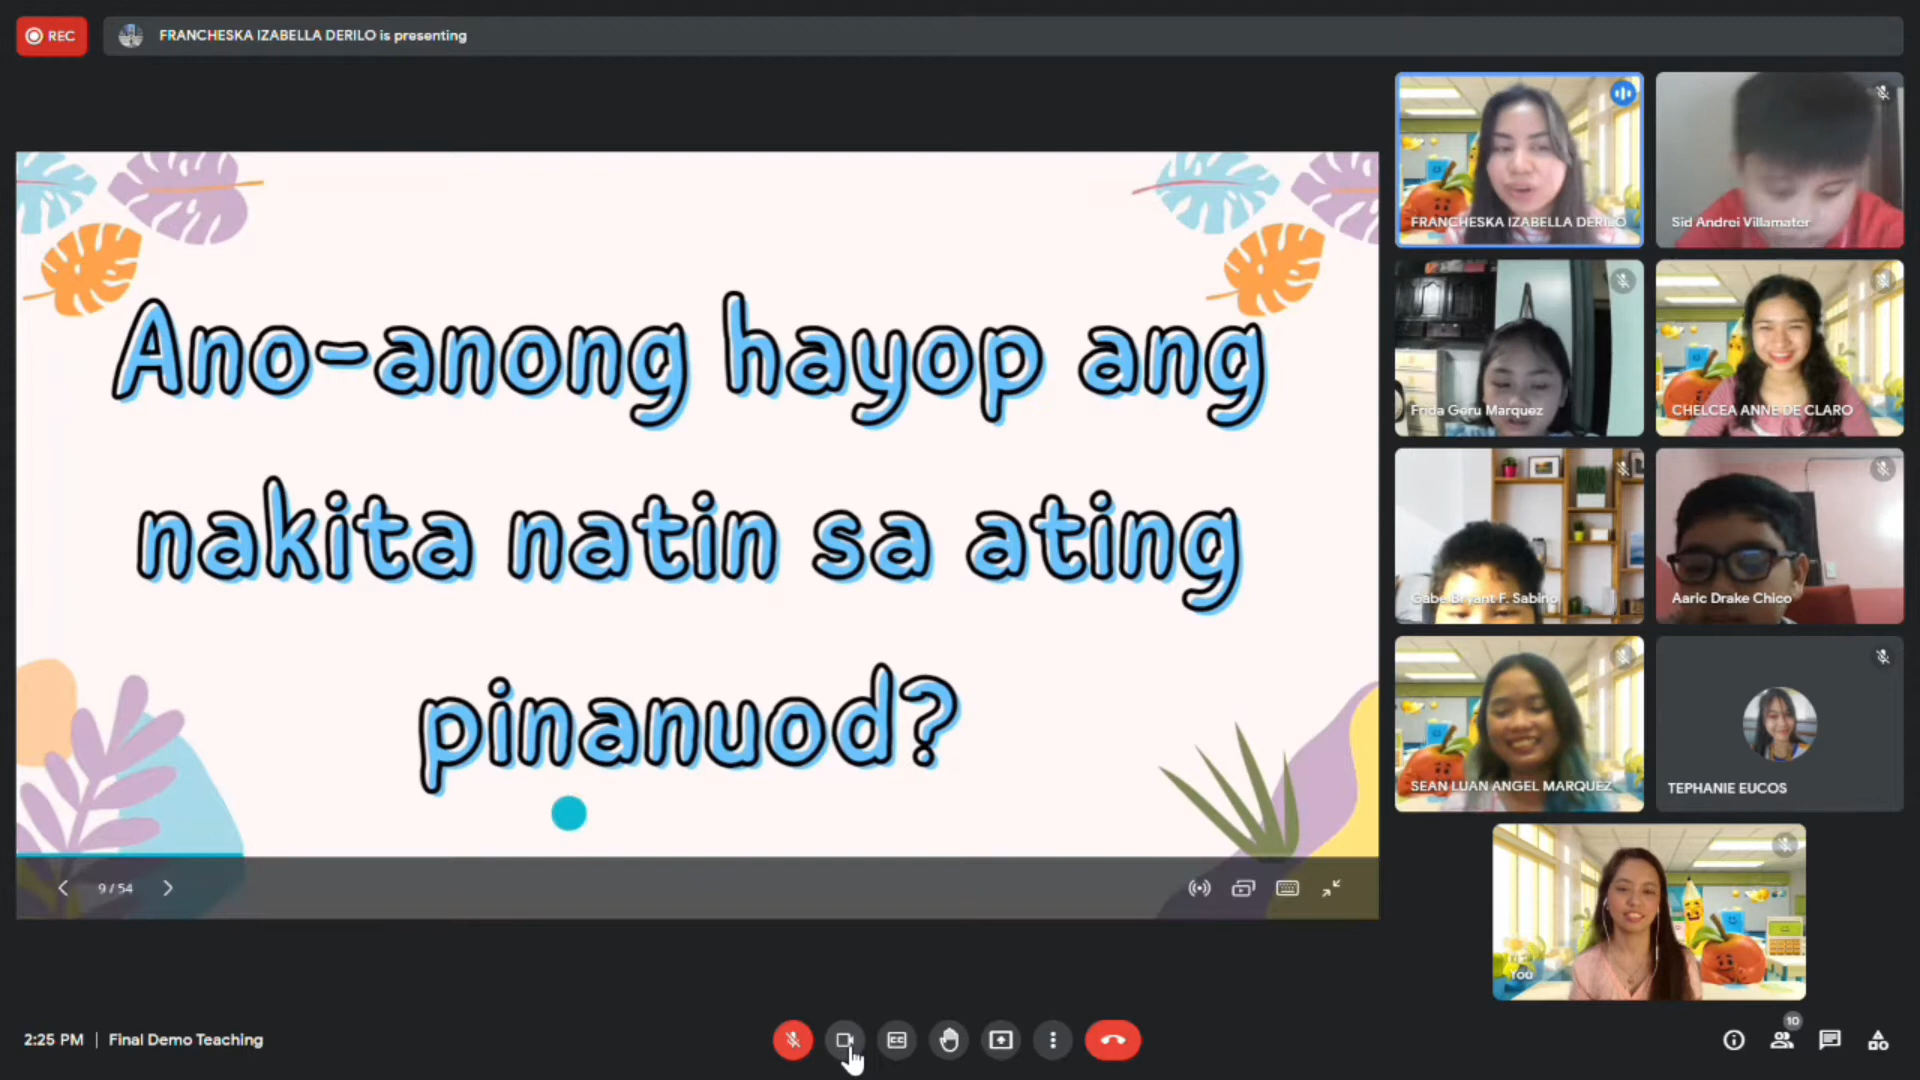 REC
FRANCHESKA IZABELLA DERILO is presenting
Ano-anong hayop ang
nakita natin sa ating
pinanuod?
9 / 54
FRANCHESKA IZABELLA DERILO
Sid Andrei Villamater
Frida Geru Marquez
CHELCEA ANNE DE CLARO
Gabe Bryant F. Sabino
Aaric Drake Chico
SEAN LUAN ANGEL MARQUEZ
TEPHANIE EUCOS
You
2:25 PM | Final Demo Teaching
10